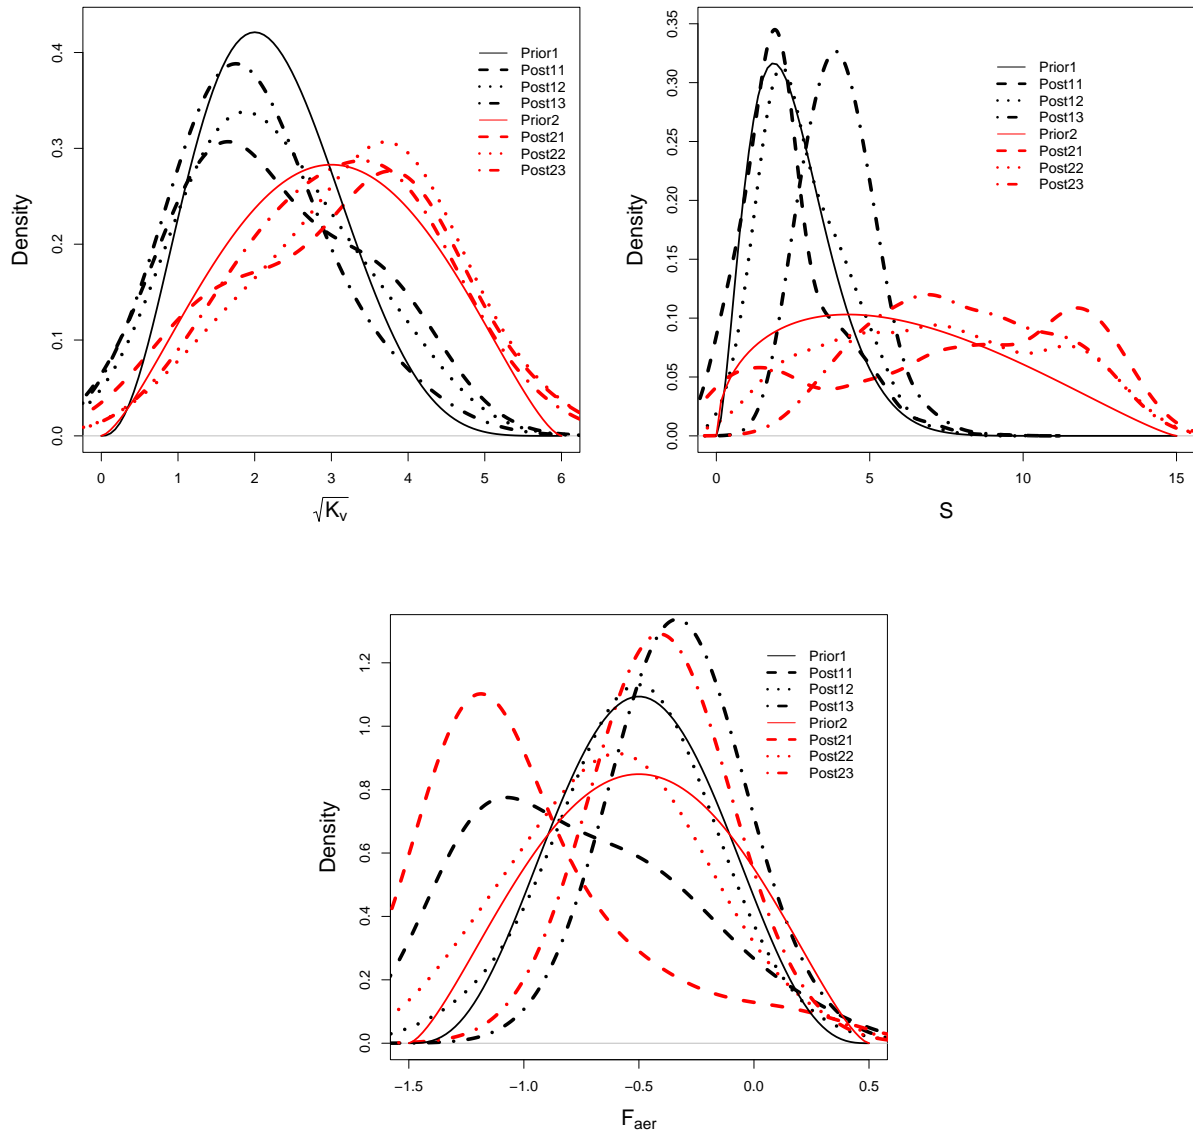 Density
0.0 0.1 0.2 0.3 0.4
0 1 2 3 4 5 6
√Kv
Prior1
Post11
Post12
Post13
Prior2
Post21
Post22
Post23
Density
0.00 0.05 0.10 0.15 0.20 0.25 0.30 0.35
0 5 10 15
S
Prior1
Post11
Post12
Post13
Prior2
Post21
Post22
Post23
Density
0.0 0.2 0.4 0.6 0.8 1.0 1.2
−1.5 −1.0 −0.5 0.0 0.5
Faer
Prior1
Post11
Post12
Post13
Prior2
Post21
Post22
Post23